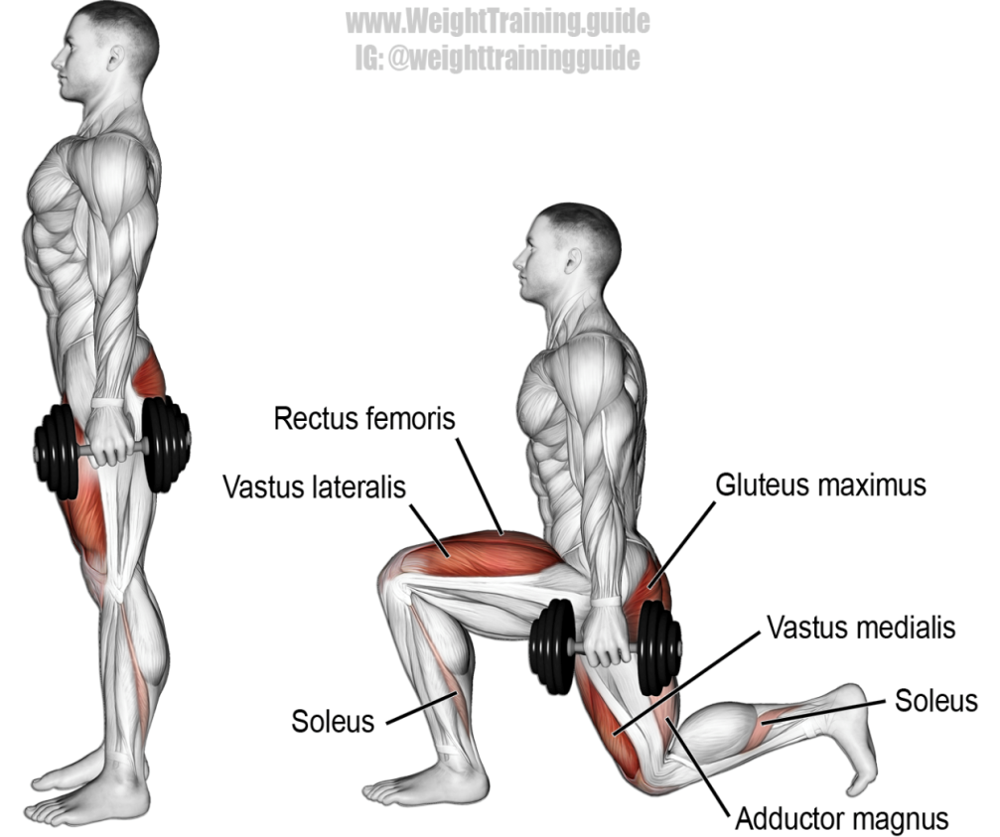 www.WeightTraining.guide
IG: @weighttrainingguide
Rectus femoris
Vastus lateralis
Gluteus maximus
Vastus medialis
Soleus
Soleus
Adductor magnus